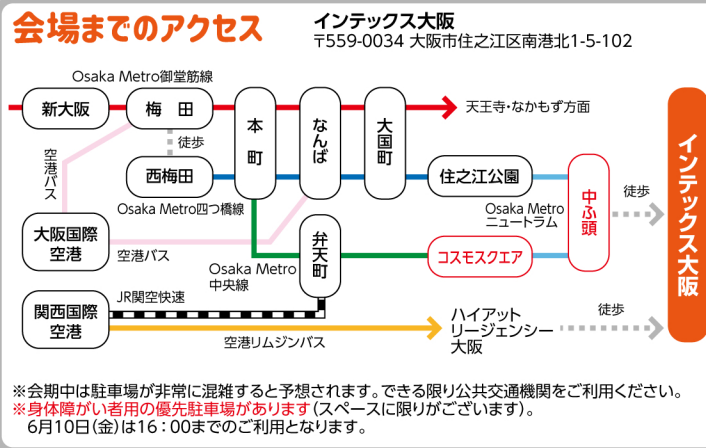 会場までのアクセス
インテックス大阪
〒559-0034 大阪市住之江区南港北1-5-102
Osaka Metro御堂筋線
新大阪
梅田
本町
なんば
大国町
天王寺・なかもず方面
徒歩
空港バス
西梅田
住之江公園
Osaka Metro四つ橋線
Osaka Metro
ニュートラム
中ふ頭
徒歩
インテックス大阪
大阪国際
空港
空港バス
弁天町
コスモスクエア
Osaka Metro
中央線
JR関空快速
関西国際
空港
空港リムジンバス
ハイアット
リージェンシー
大阪
徒歩
※会期中は駐車場が非常に混雑すると予想されます。できる限り公共交通機関をご利用ください。
※身体障がい者用の優先駐車場があります(スペースに限りがございます)。
6月10日(金)は16：00までのご利用となります。